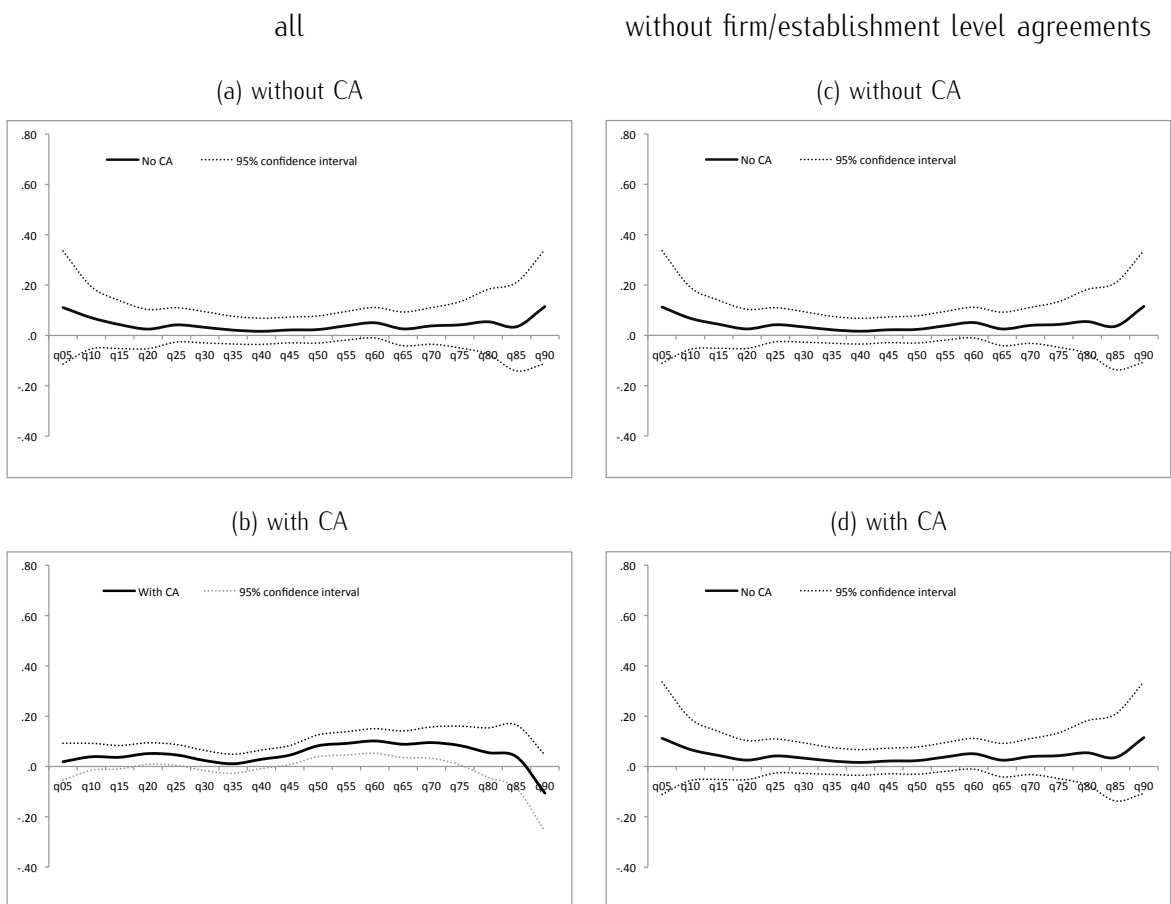 all
without firm/establishment level agreements
(a) without CA
(c) without CA
.80
No CA
95% confidence interval
.60
.40
.20
.0
q05 q10 q15 q20 q25 q30 q35 q40 q45 q50 q55 q60 q65 q70 q75 q80 q85 q90
-.20
-.40
.80
No CA
95% confidence interval
.60
.40
.20
.0
q05 q10 q15 q20 q25 q30 q35 q40 q45 q50 q55 q60 q65 q70 q75 q80 q85 q90
-.20
-.40
(b) with CA
(d) with CA
.80
With CA
95% confidence interval
.60
.40
.20
.0
q05 q10 q15 q20 q25 q30 q35 q40 q45 q50 q55 q60 q65 q70 q75 q80 q85 q90
-.20
-.40
.80
No CA
95% confidence interval
.60
.40
.20
.0
q05 q10 q15 q20 q25 q30 q35 q40 q45 q50 q55 q60 q65 q70 q75 q80 q85 q90
-.20
-.40